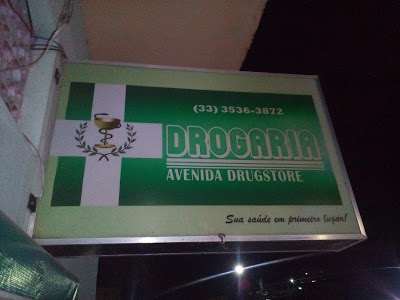 (33) 3536-3872
DROGARIA
AVENIDA DRUGSTORE
Sua saúde em primeiro lugar!